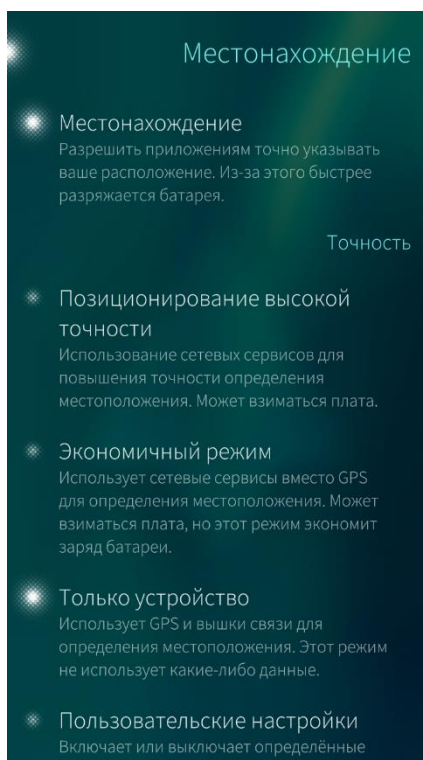 Местонахождение
Местонахождение
Разрешить приложениям точно указывать
ваше расположение. Из-за этого быстрее
разряжается батарея.
Точность
Позиционирование высокой
точности
Использование сетевых сервисов для
повышения точности определения
местоположения. Может взиматься плата.
Экономичный режим
Использует сетевые сервисы вместо GPS
для определения местоположения. Может
взиматься плата, но этот режим экономит
заряд батареи.
Только устройство
Использует GPS и вышки связи для
определения местоположения. Этот режим
не использует какие-либо данные.
Пользовательские настройки
Включает или выключает определённые